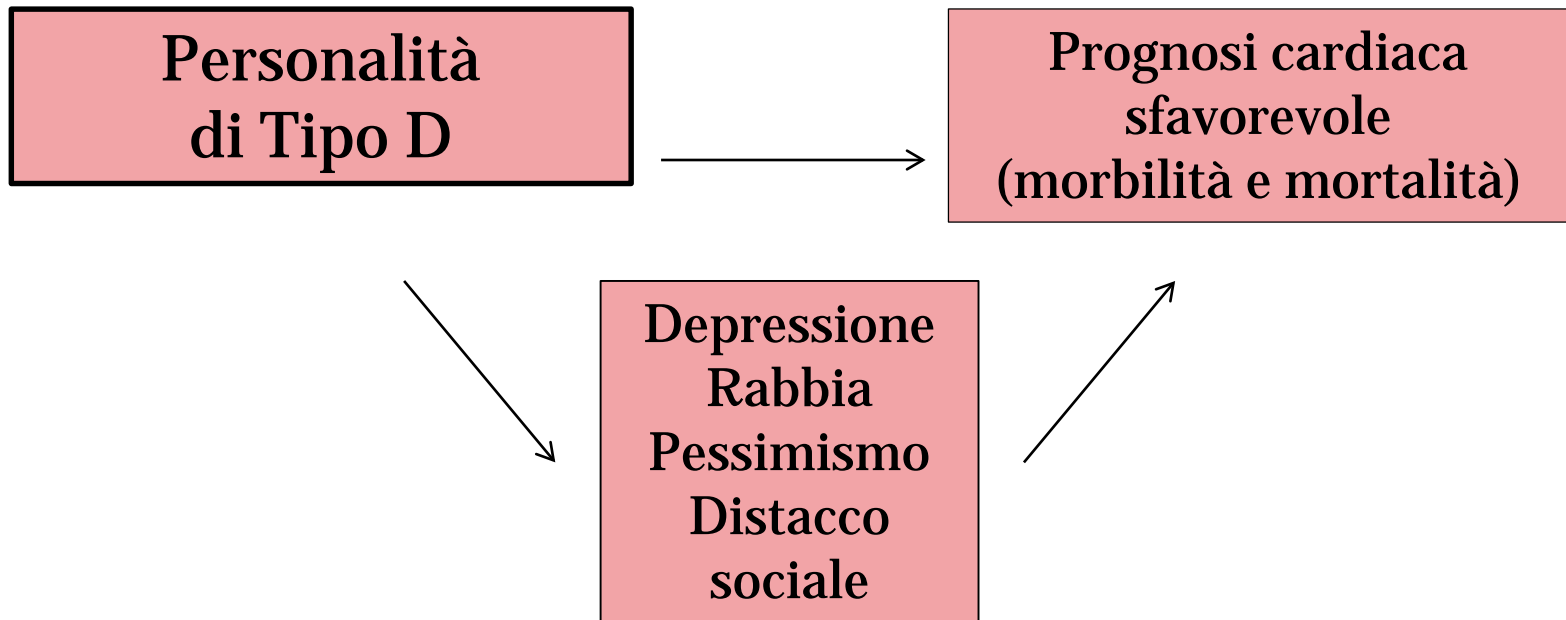 Personalità
di Tipo D
Prognosi cardiaca
sfavorevole
(morbilità e mortalità)
Depressione
Rabbia
Pessimismo
Distacco
sociale